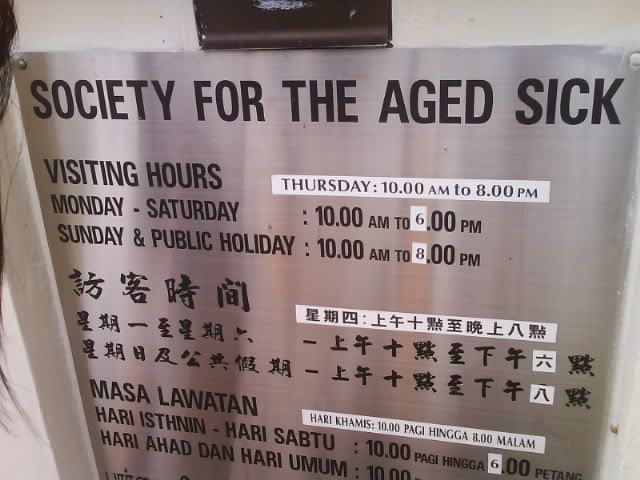 SOCIETY FOR THE AGED SICK
VISITING HOURS
THURSDAY: 10.00 AM to 8.00 PM
MONDAY - SATURDAY : 10.00 AM TO 6.00 PM
SUNDAY & PUBLIC HOLIDAY : 10.00 AM TO 8.00 PM
訪客時間
星期四:上午十點至晚上八點
星期一至星期六 一上午十點至下午六點
星期日及公共假期 一上午十點至下午八點
MASA LAWATAN
HARI KHAMIS: 10.00 PAGI HINGGA 8.00 MALAM
HARI ISTHNIN - HARI SABTU : 10.00 PAGI HINGGA 6.00 PETANG
HARI AHAD DAN HARI UMUM : 10.00